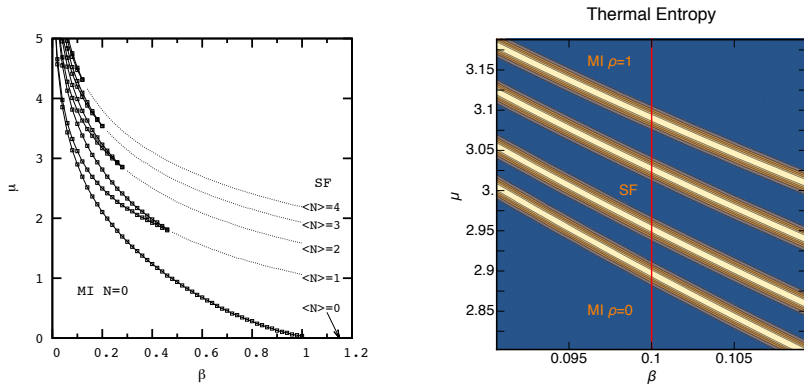 5
4
3
2
1
0
μ
0
0.2
0.4
0.6
0.8
1
1.2
β
MI N=0
SF
<N>=4
<N>=3
<N>=2
<N>=1
<N>=0
Thermal Entropy
3.15
3.10
3.05
3.
2.95
2.90
2.85
μ
0.095
0.1
0.105
β
MI ρ=1
SF
MI ρ=0